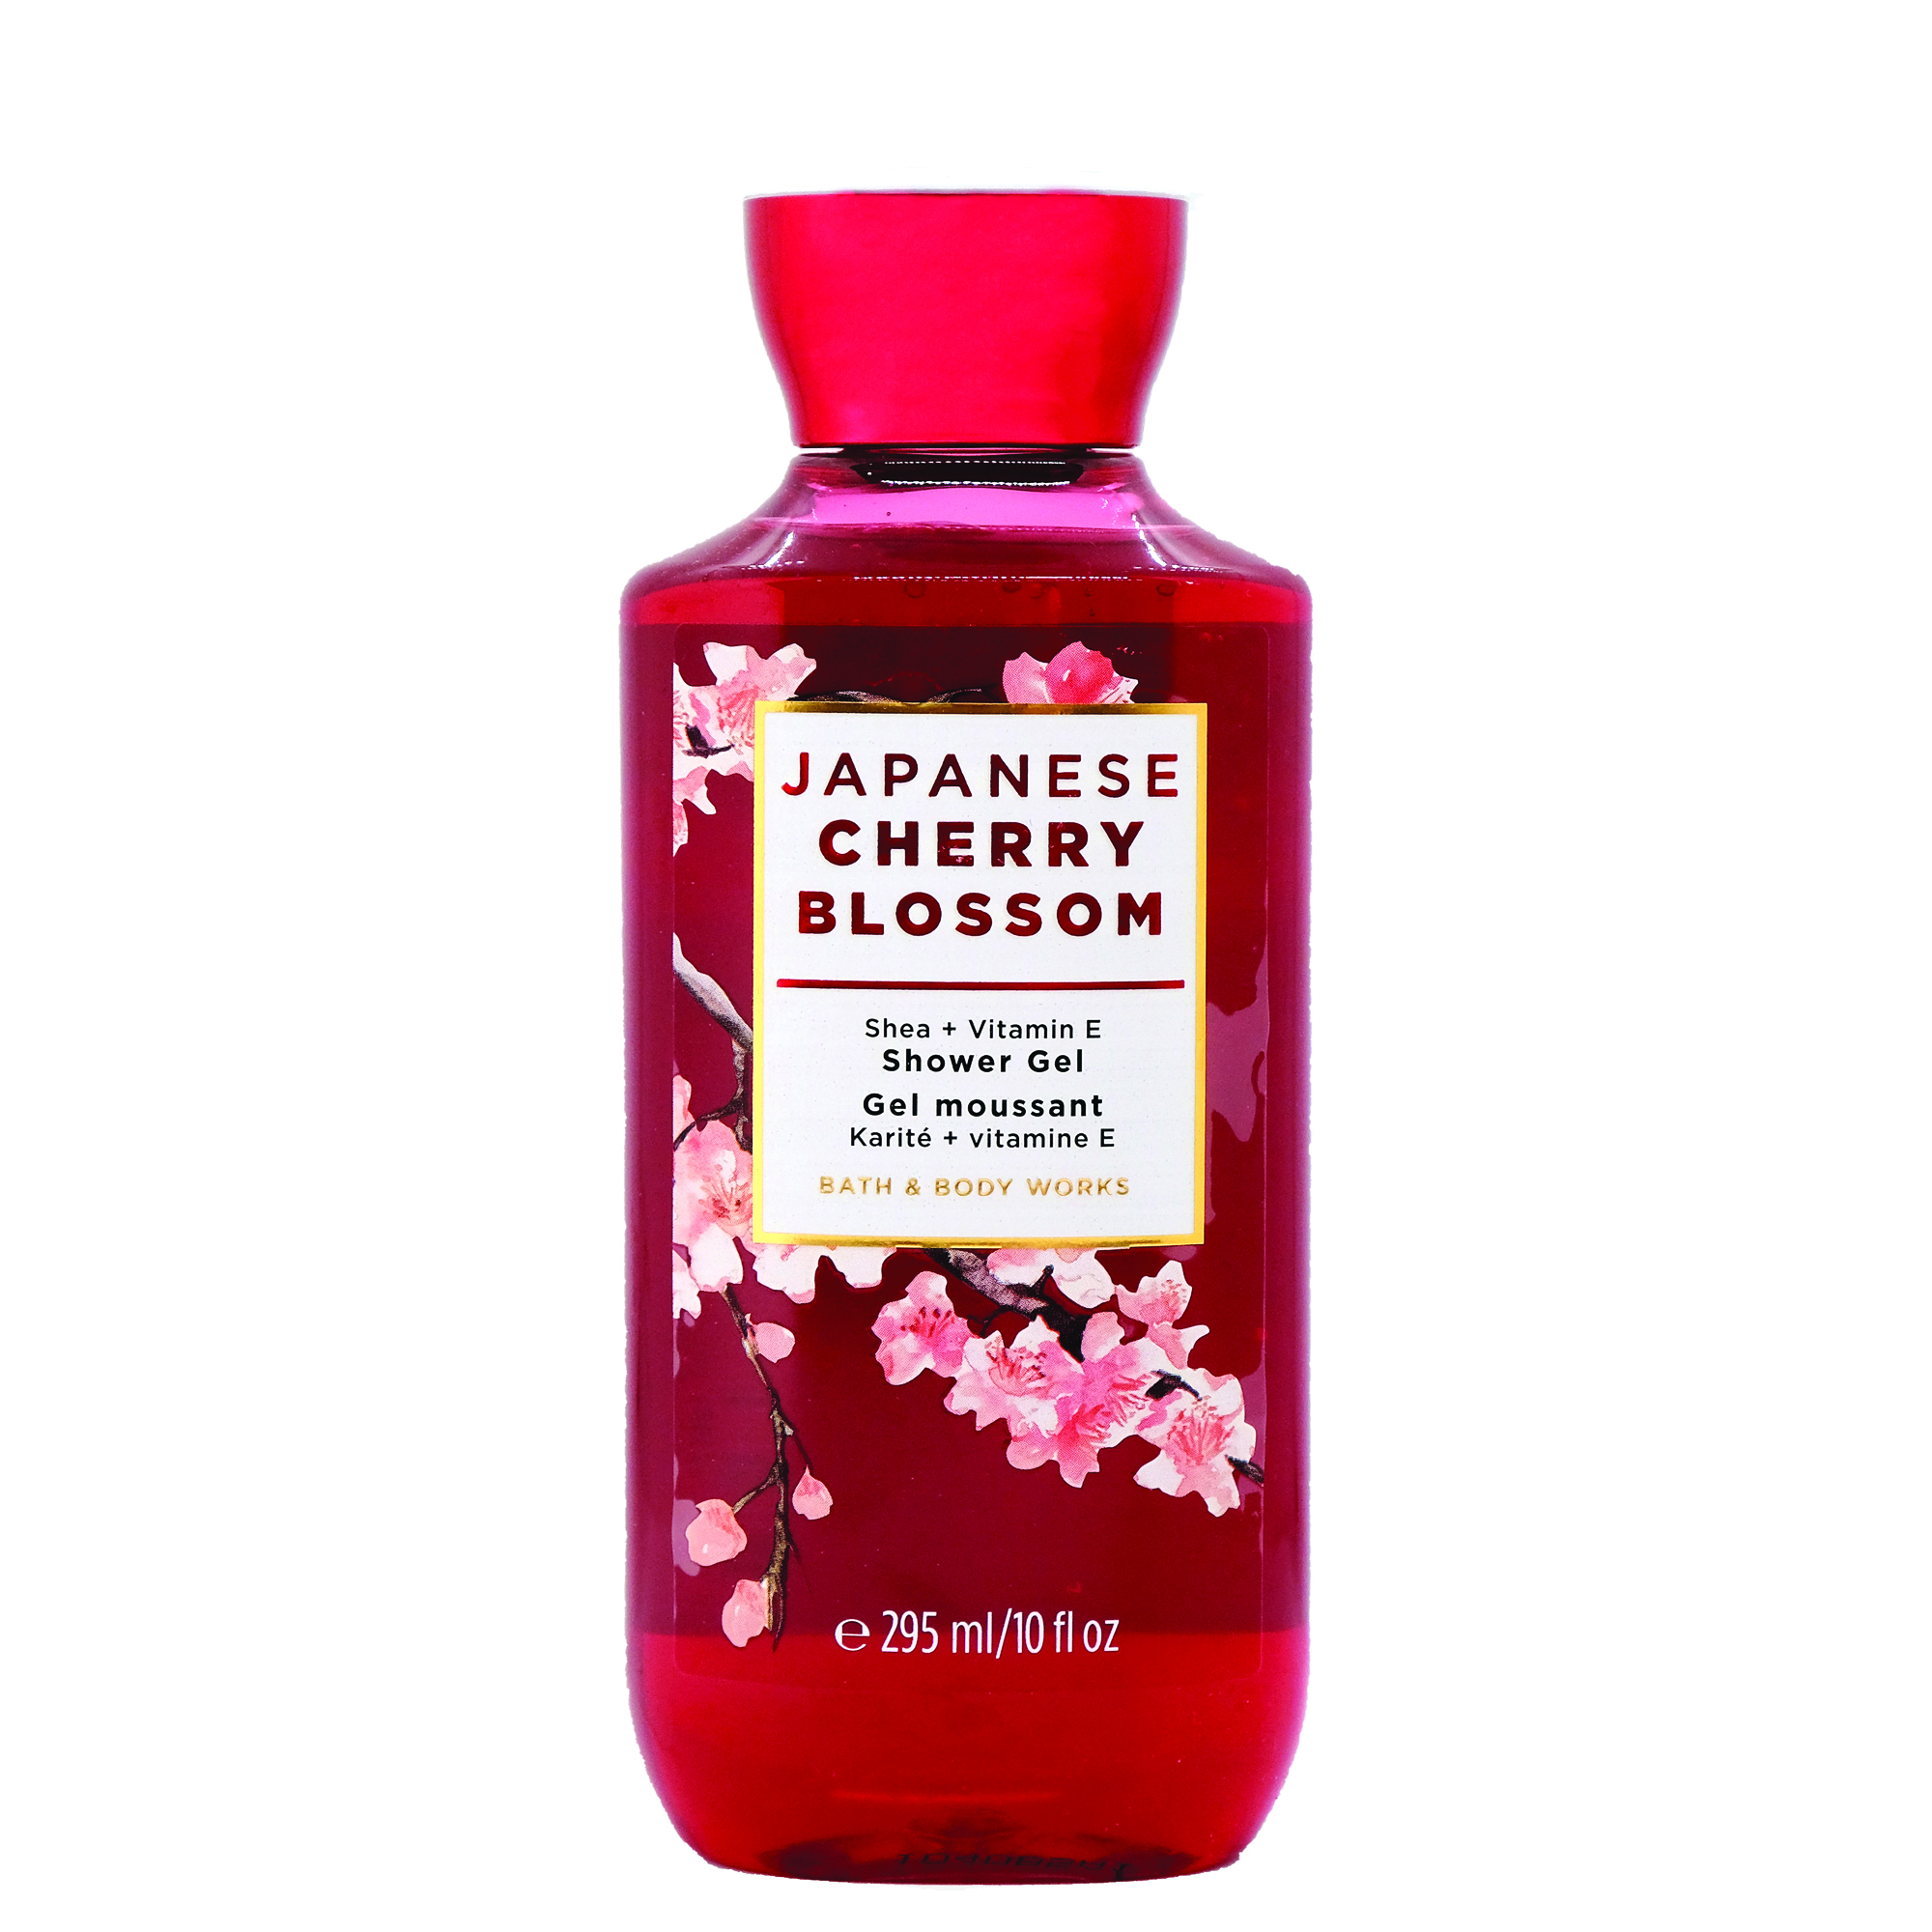 JAPANESE
CHERRY
BLOSSOM
Shea + Vitamin E
Shower Gel
Gel moussant
Karité + vitamine E
BATH & BODY WORKS
℮ 295 ml/10 fl oz